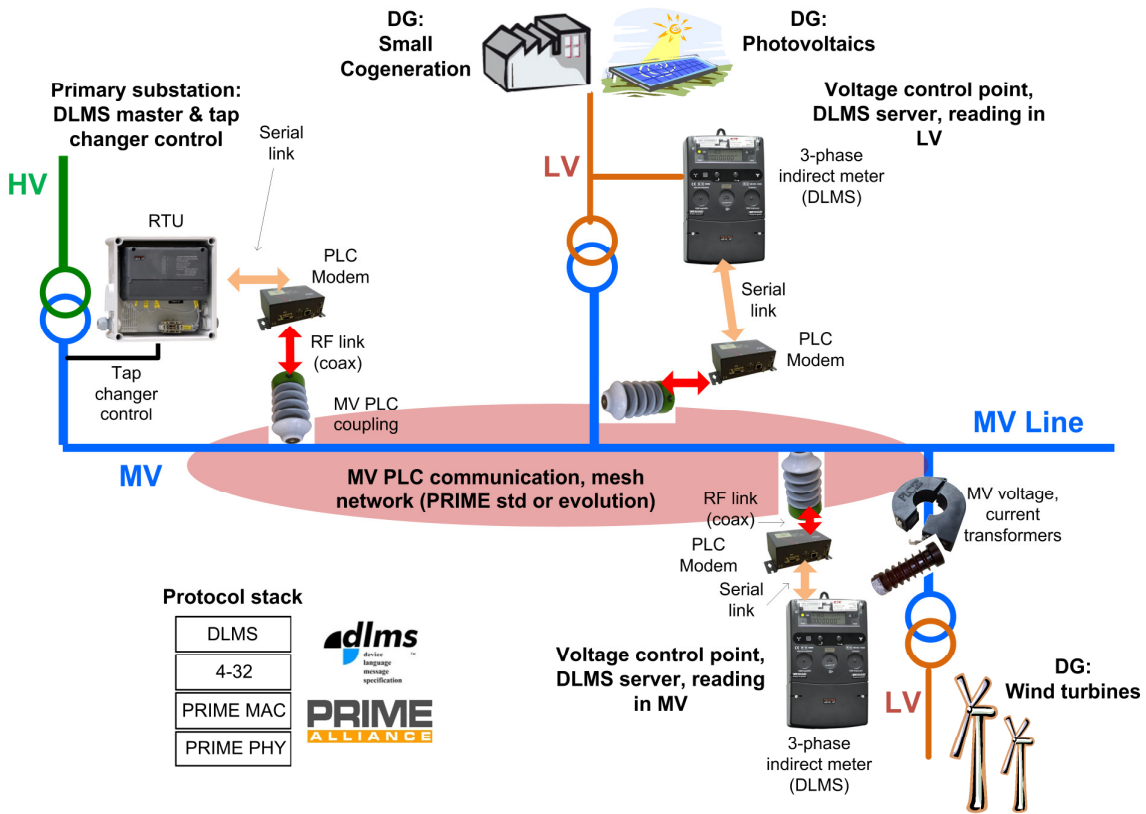 DG:
Small
Cogeneration
DG:
Photovoltaics
Primary substation:
DLMS master & tap
changer control
Serial
link
Voltage control point,
DLMS server, reading in
LV
HV
LV
3-phase
indirect meter
(DLMS)
RTU
PLC
Modem
Serial
link
RF link
(coax)
PLC
Modem
Tap
changer
control
MV PLC
coupling
MV Line
MV
MV PLC communication, mesh
network (PRIME std or evolution)
RF link
(coax)
MV voltage,
current
transformers
PLC
Modem
Serial
link
Protocol stack
DLMS
4-32
PRIME MAC
PRIME PHY
dlms
device
language
message
specification
PRIME
ALLIANCE
Voltage control point,
DLMS server, reading
in MV
LV
DG:
Wind turbines
3-phase
indirect meter
(DLMS)